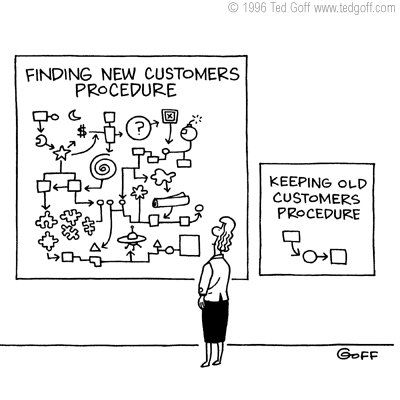 © 1996 Ted Goff www.tedgoff.com
FINDING NEW CUSTOMERS
PROCEDURE
$
?
KEEPING OLD
CUSTOMERS
PROCEDURE
GOFF